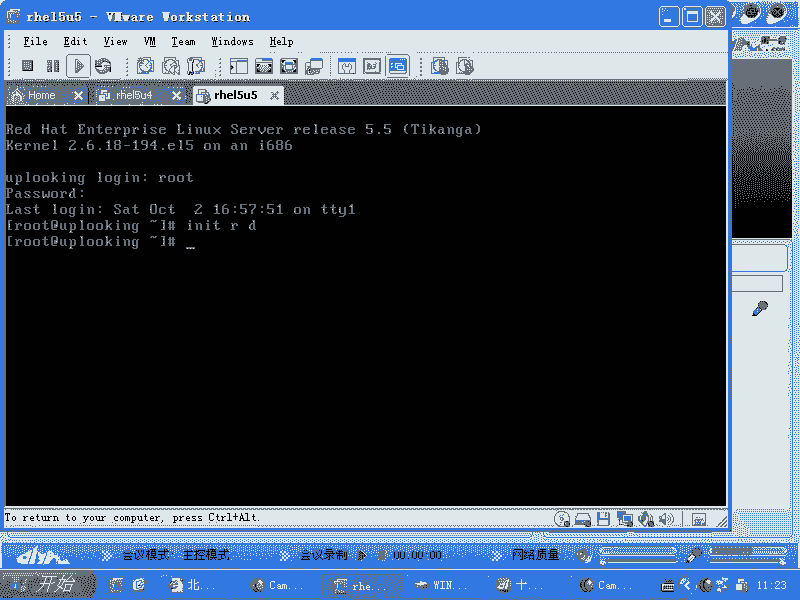 rhel5u5 - VMware Workstation
File Edit View VM Team Windows Help
Home rhel5u4 rhel5u5
Red Hat Enterprise Linux Server release 5.5 (Tikanga)
Kernel 2.6.18-194.el5 on an i686
uplooking login: root
Password:
Last login: Sat Oct  2 16:57:51 on tty1
[root@uplooking ~]# init r d
[root@uplooking ~]# _
To return to your computer, press Ctrl+Alt.
会议模式: 主控模式 会议录制 00:00:00 网络质量
开始 北... Cam... rhe... WIN... 十... Cam... 11:23